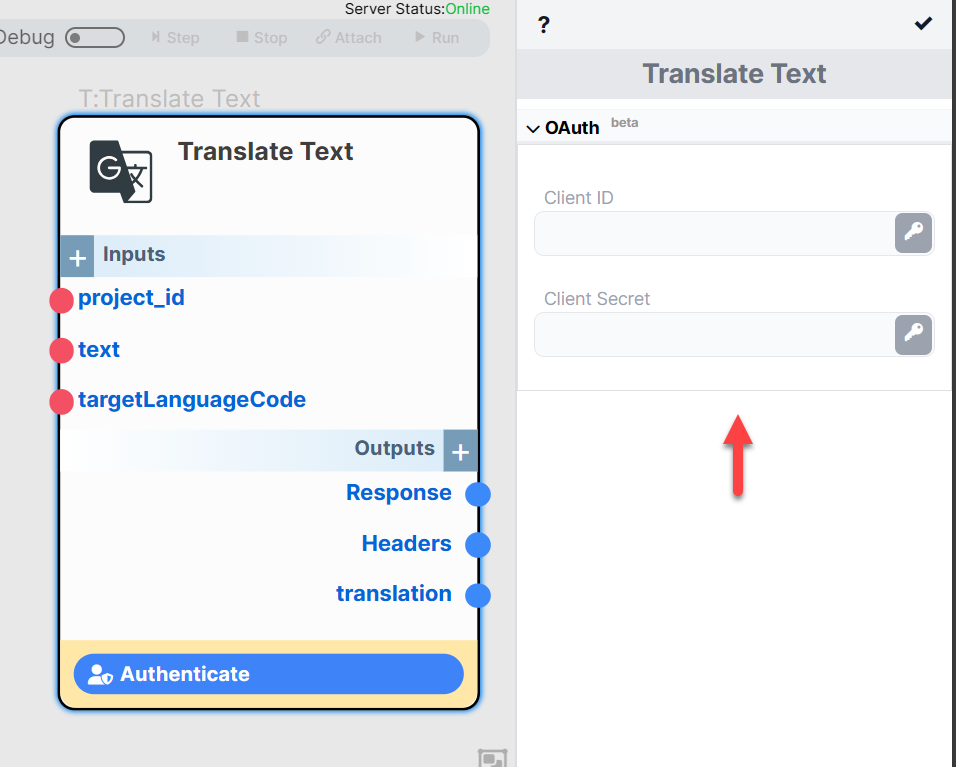 Server Status:Online
Debug
Step
Stop
Attach
Run
T:Translate Text
G
Translate Text
Inputs
project_id
text
targetLanguageCode
Outputs
Response
Headers
translation
Authenticate
?
Translate Text
OAuth beta
Client ID
Client Secret